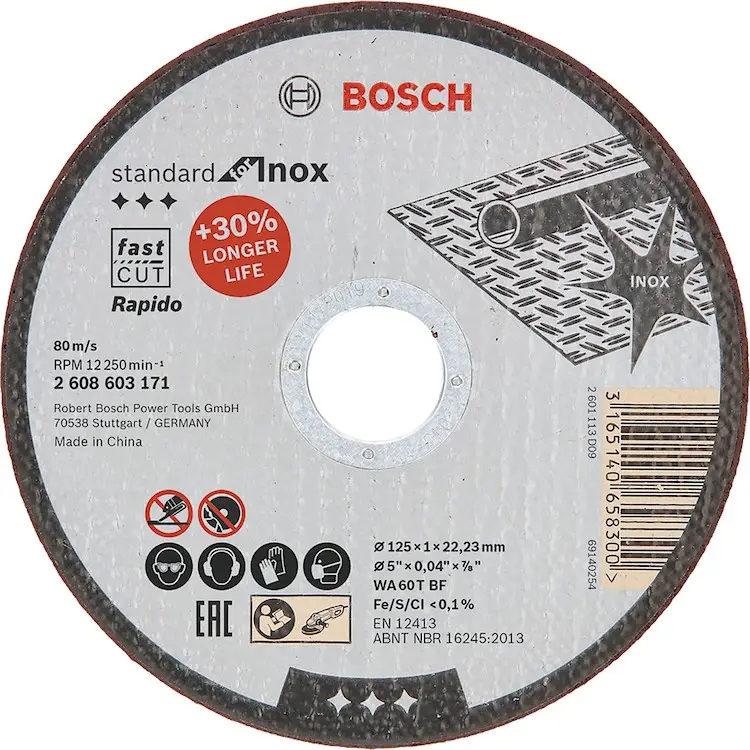 BOSCH
standard for Inox
+30%
LONGER
LIFE
fast
CUT
Rapido
INOX
80 m/s
RPM 12 250 min⁻¹
2 608 603 171
Robert Bosch Power Tools GmbH
70538 Stuttgart / GERMANY
Made in China
2 601 113 D09
3 165140 658300 >
69140254
Ø 125 × 1 × 22,23 mm
Ø 5" × 0,04" × ⅞"
WA 60 T BF
Fe/S/Cl <0,1%
EN 12413
ABNT NBR 16245:2013
EAC